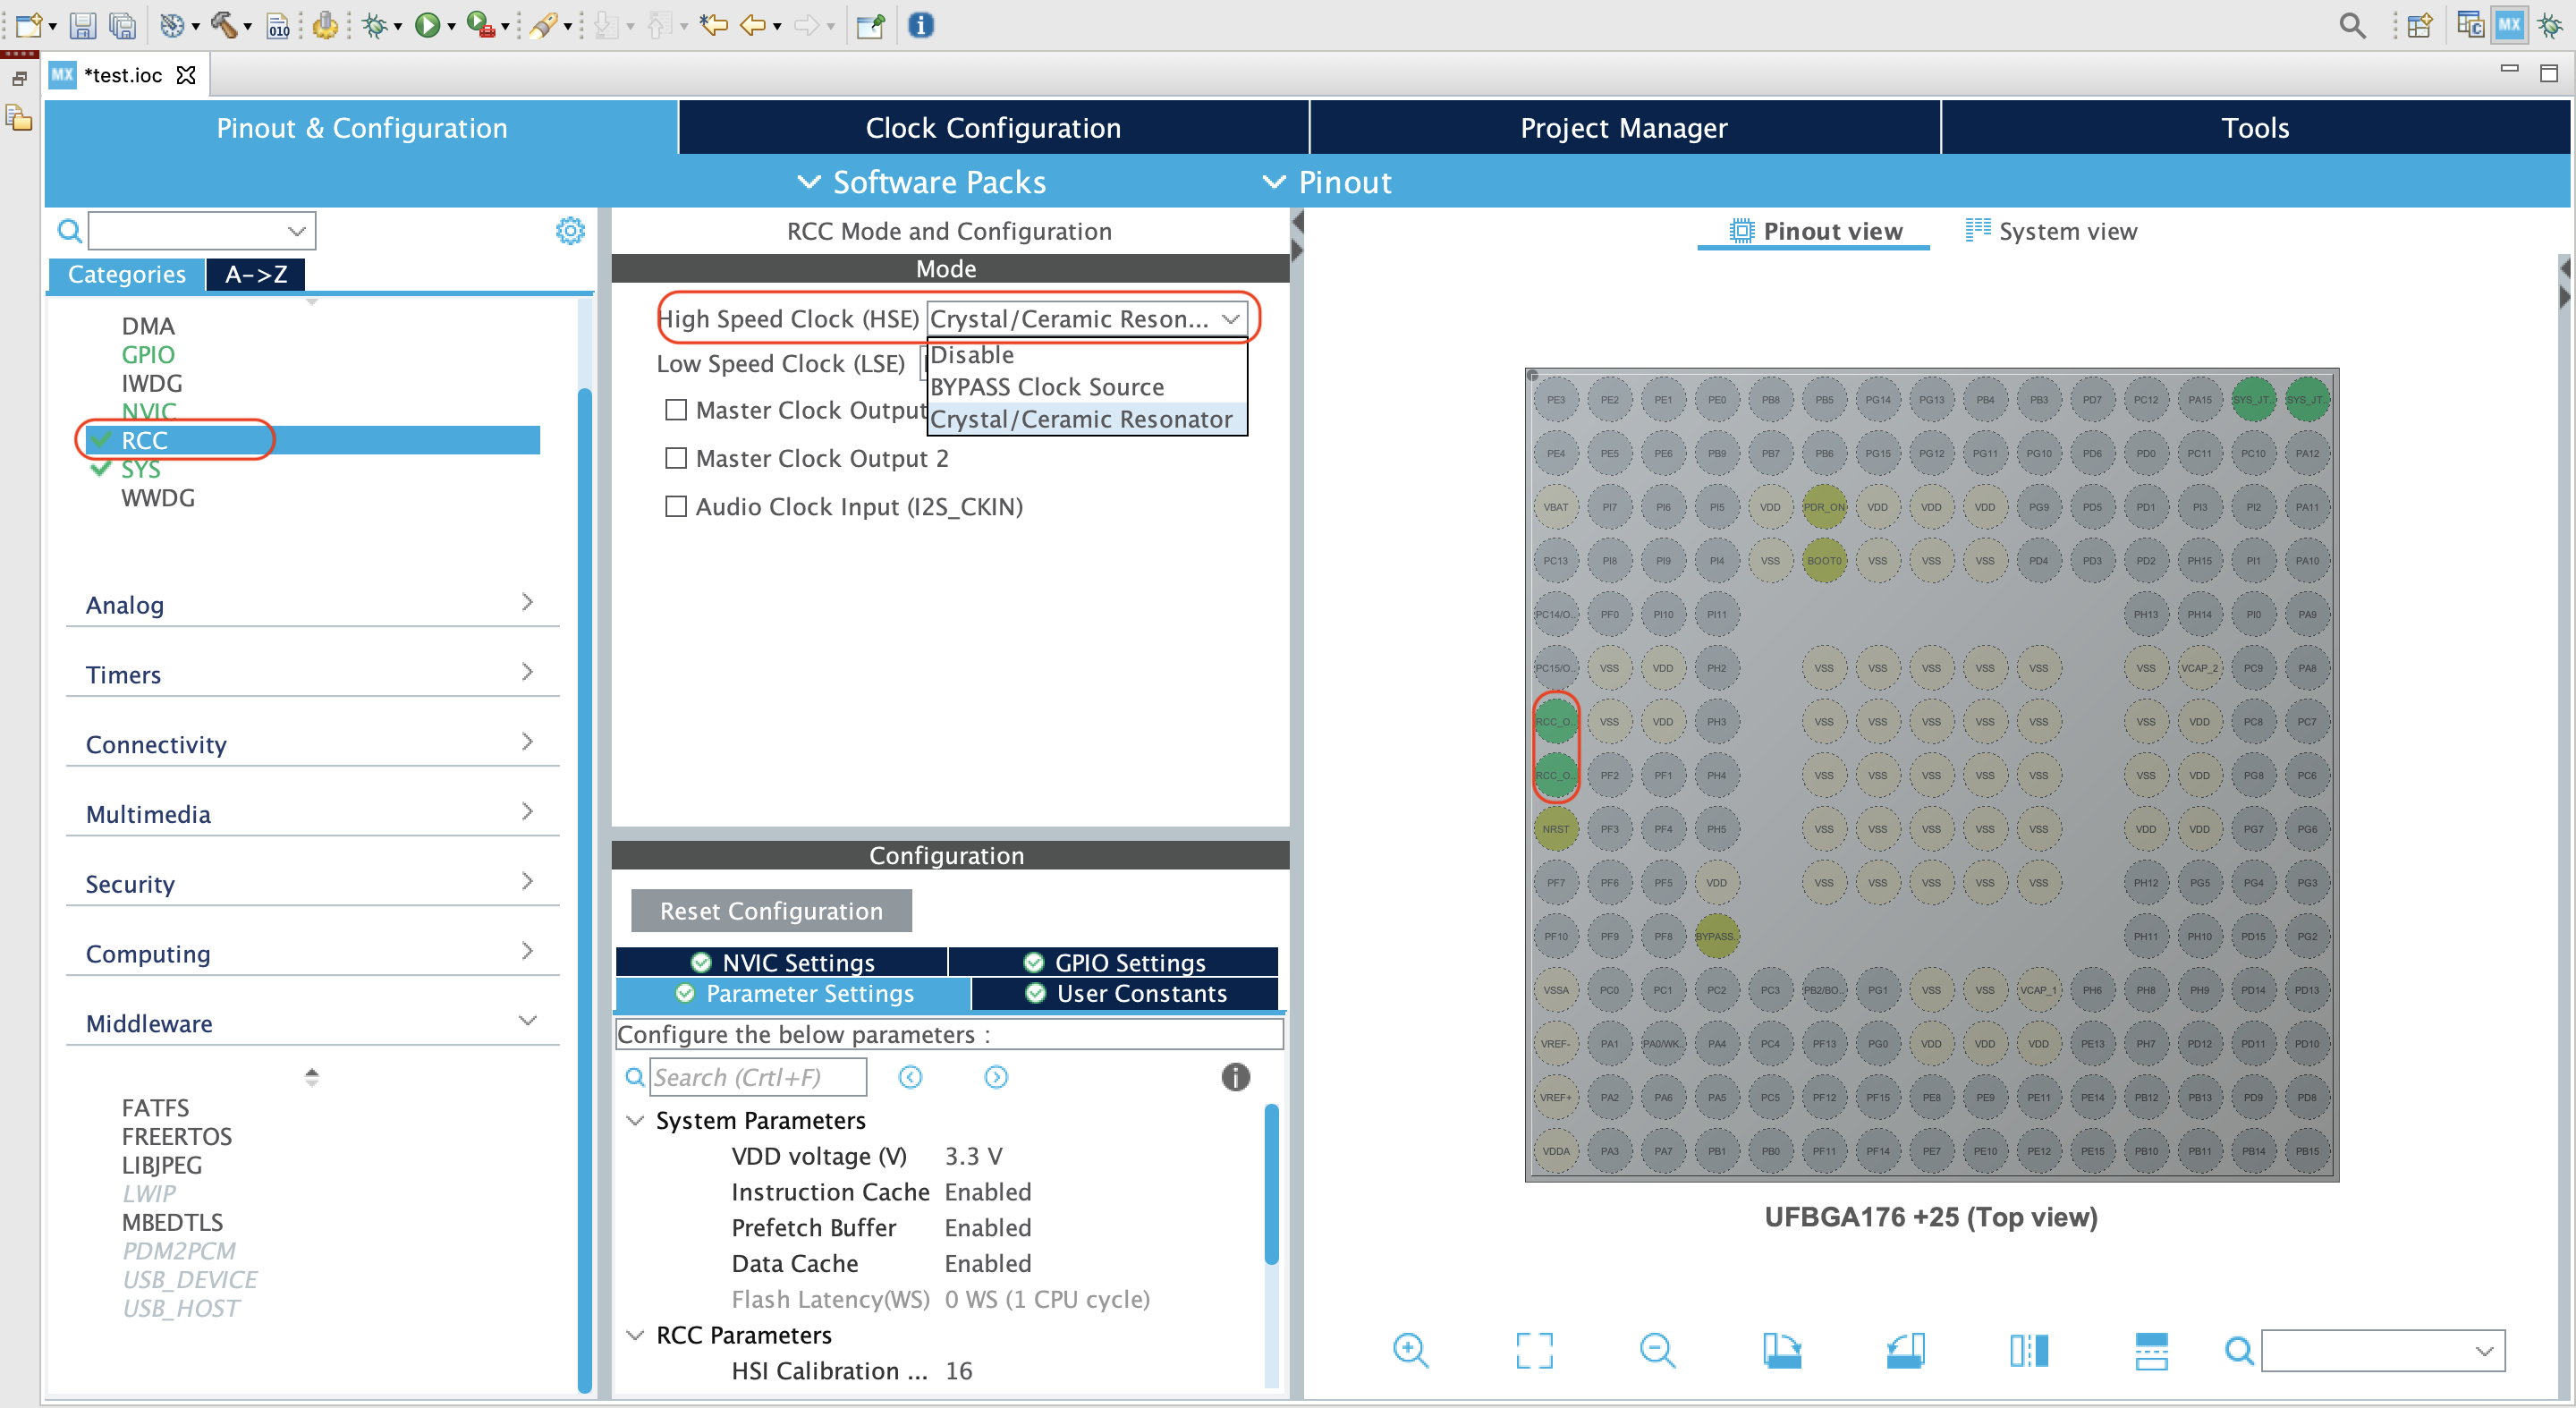 010
MX
MX *test.ioc
Pinout & Configuration
Clock Configuration
Project Manager
Tools
Software Packs
Pinout
Categories
A->Z
DMA
GPIO
IWDG
NVIC
RCC
SYS
WWDG
Analog
Timers
Connectivity
Multimedia
Security
Computing
Middleware
FATFS
FREERTOS
LIBJPEG
LWIP
MBEDTLS
PDM2PCM
USB_DEVICE
USB_HOST
RCC Mode and Configuration
Mode
High Speed Clock (HSE) Crystal/Ceramic Reson...
Disable
Low Speed Clock (LSE)
BYPASS Clock Source
Crystal/Ceramic Resonator
Master Clock Output
Master Clock Output 2
Audio Clock Input (I2S_CKIN)
Configuration
Reset Configuration
NVIC Settings
GPIO Settings
Parameter Settings
User Constants
Configure the below parameters :
Search (Crtl+F)
System Parameters
VDD voltage (V) 3.3 V
Instruction Cache Enabled
Prefetch Buffer Enabled
Data Cache Enabled
Flash Latency(WS) 0 WS (1 CPU cycle)
RCC Parameters
HSI Calibration ... 16
Pinout view
System view
PE3 PE2 PE1 PE0 PB8 PB5 PG14 PG13 PB4 PB3 PD7 PC12 PA15 SYS_JT.. SYS_JT..
PE4 PE5 PE6 PB9 PB7 PB6 PG15 PG12 PG11 PG10 PD6 PD0 PC11 PC10 PA12
VBAT PI7 PI6 PI5 VDD PDR_ON VDD VDD VDD PG9 PD5 PD1 PI3 PI2 PA11
PC13 PI8 PI9 PI4 VSS BOOT0 VSS VSS VSS PD4 PD3 PD2 PH15 PI1 PA10
PC14/O.. PF0 PI10 PI11 PH13 PH14 PI0 PA9
PC15/O.. VSS VDD PH2 VSS VSS VSS VSS VSS VSS VCAP_2 PC9 PA8
RCC_O.. VSS VDD PH3 VSS VSS VSS VSS VSS VSS VDD PC8 PC7
RCC_O.. PF2 PF1 PH4 VSS VSS VSS VSS VSS VSS VDD PG8 PC6
NRST PF3 PF4 PH5 VSS VSS VSS VSS VSS VDD VDD PG7 PG6
PF7 PF6 PF5 VDD VSS VSS VSS VSS VSS PH12 PG5 PG4 PG3
PF10 PF9 PF8 BYPASS.. PH11 PH10 PD15 PG2
VSSA PC0 PC1 PC2 PC3 PB2/BO.. PG1 VSS VSS VCAP_1 PH6 PH8 PH9 PD14 PD13
VREF- PA1 PA0/WK.. PA4 PC4 PF13 PG0 VDD VDD VDD PE13 PH7 PD12 PD11 PD10
VREF+ PA2 PA6 PA5 PC5 PF12 PF15 PE8 PE9 PE11 PE14 PB12 PB13 PD9 PD8
VDDA PA3 PA7 PB1 PB0 PF11 PF14 PE7 PE10 PE12 PE15 PB10 PB11 PB14 PB15
UFBGA176 +25 (Top view)